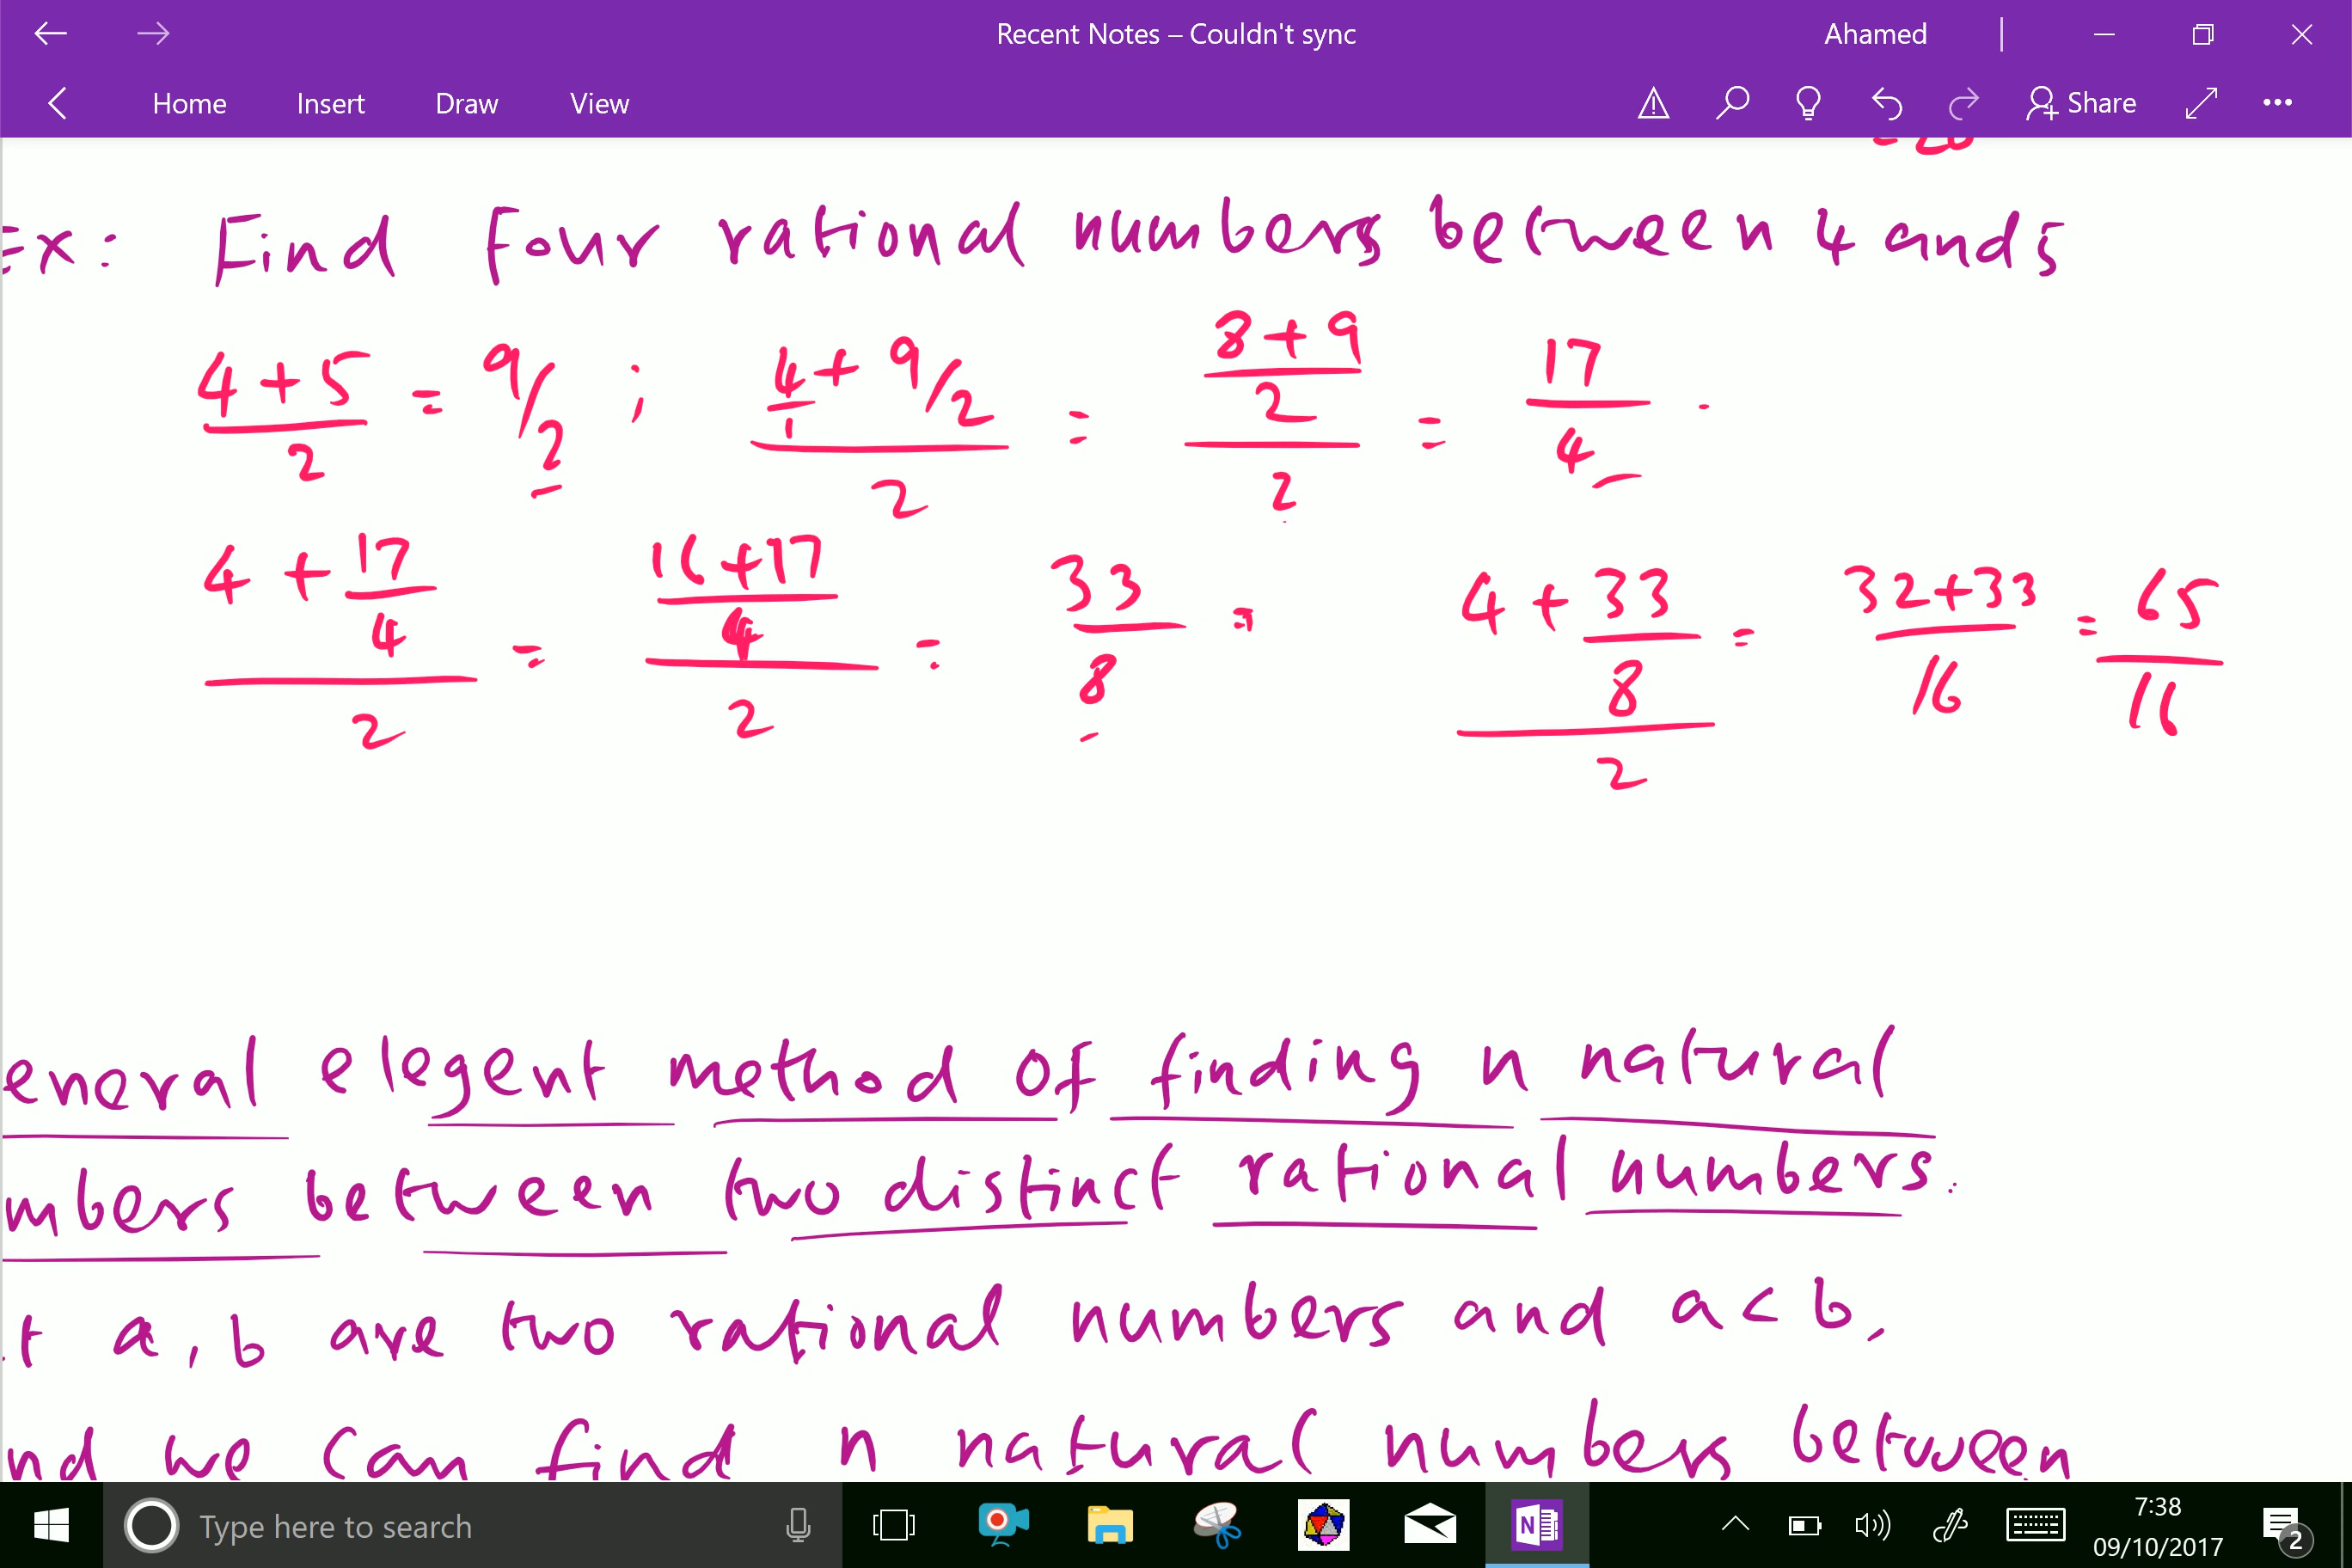 Recent Notes – Couldn't sync
Ahamed
Home Insert Draw View
Share
Ex: Find four rational numbers between 4 and 5
(4 + 5)/2 = 9/2 ; (4/1 + 9/2)/2 = ((8+9)/2)/2 = 17/4 .
(4 + 17/4)/2 = ((16+17)/4)/2 = 33/8 = (4 + 33/8)/2 = (32+33)/16 = 65/16
eneral elegent method of finding n natural
mbers between two distinct rational numbers.
t a, b are two rational numbers and a < b,
nd we can find n natural numbers between
Type here to search
N
7:38
09/10/2017
2